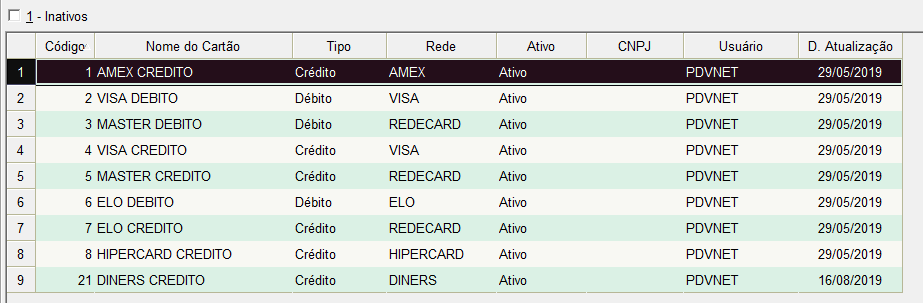 1 - Inativos
Código Nome do Cartão Tipo Rede Ativo CNPJ Usuário D. Atualização
1 1 AMEX CREDITO Crédito AMEX Ativo PDVNET 29/05/2019
2 2 VISA DEBITO Débito VISA Ativo PDVNET 29/05/2019
3 3 MASTER DEBITO Débito REDECARD Ativo PDVNET 29/05/2019
4 4 VISA CREDITO Crédito VISA Ativo PDVNET 29/05/2019
5 5 MASTER CREDITO Crédito REDECARD Ativo PDVNET 29/05/2019
6 6 ELO DEBITO Débito ELO Ativo PDVNET 29/05/2019
7 7 ELO CREDITO Crédito REDECARD Ativo PDVNET 29/05/2019
8 8 HIPERCARD CREDITO Crédito HIPERCARD Ativo PDVNET 29/05/2019
9 21 DINERS CREDITO Crédito DINERS Ativo PDVNET 16/08/2019